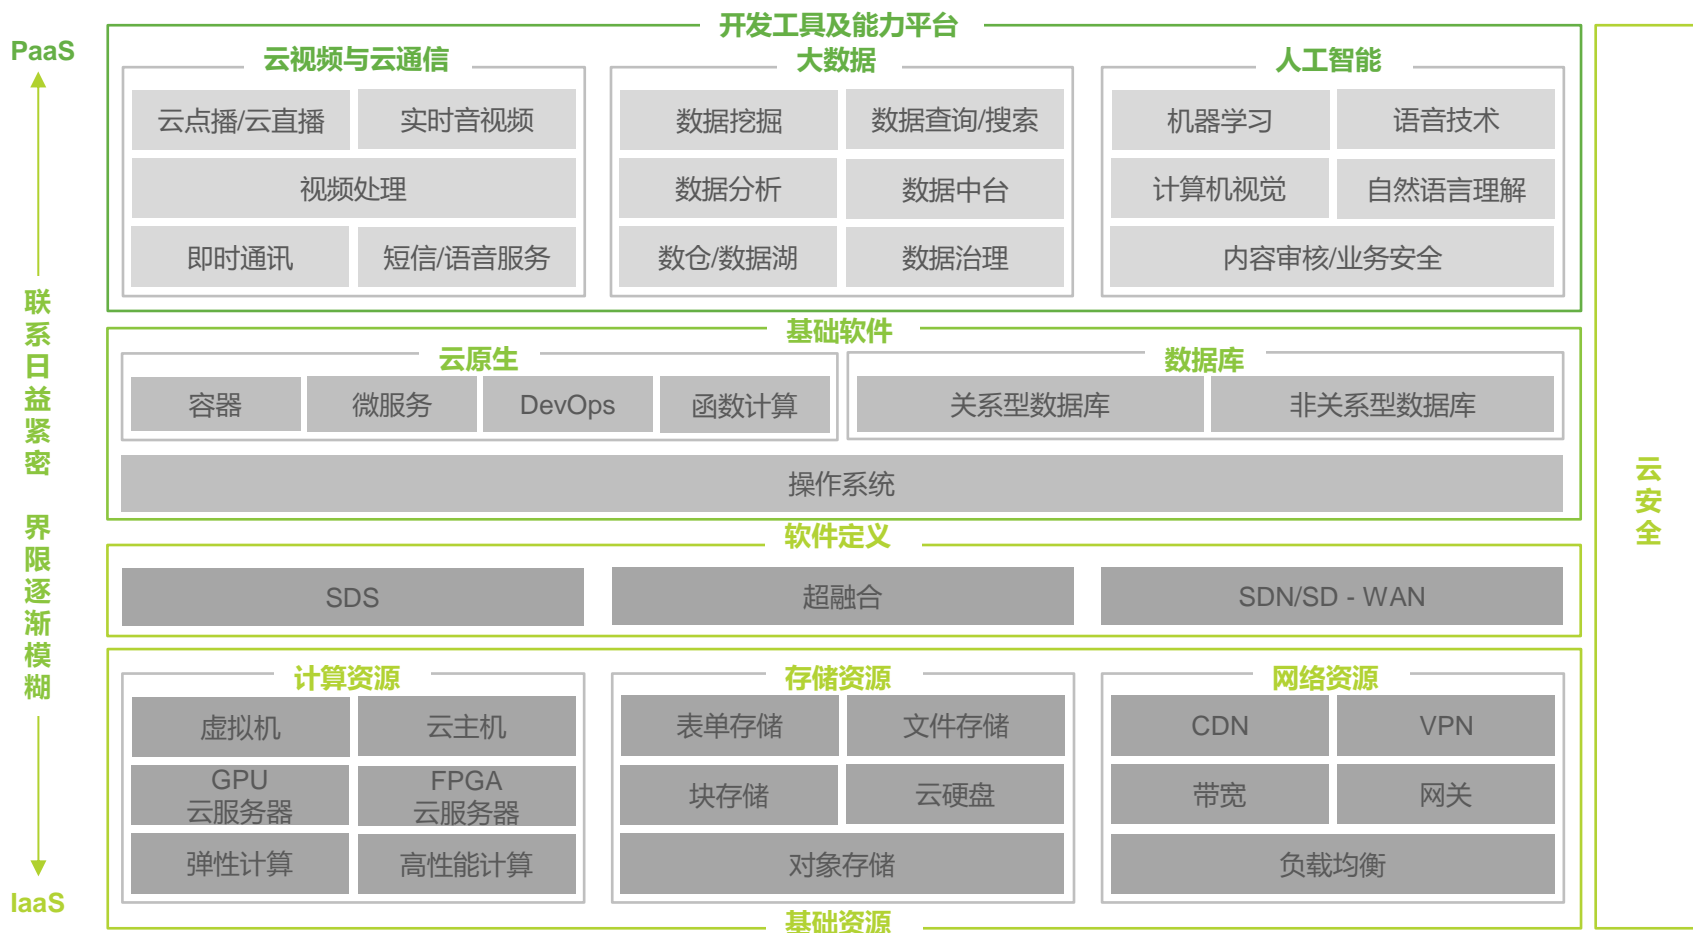 PaaS
联系日益紧密 界限逐渐模糊
IaaS
开发工具及能力平台
云视频与云通信
云点播/云直播
实时音视频
视频处理
即时通讯
短信/语音服务
大数据
数据挖掘
数据查询/搜索
数据分析
数据中台
数仓/数据湖
数据治理
人工智能
机器学习
语音技术
计算机视觉
自然语言理解
内容审核/业务安全
基础软件
云原生
容器
微服务
DevOps
函数计算
数据库
关系型数据库
非关系型数据库
操作系统
软件定义
SDS
超融合
SDN/SD - WAN
计算资源
虚拟机
云主机
GPU
云服务器
FPGA
云服务器
弹性计算
高性能计算
存储资源
表单存储
文件存储
块存储
云硬盘
对象存储
网络资源
CDN
VPN
带宽
网关
负载均衡
基础资源
云安全